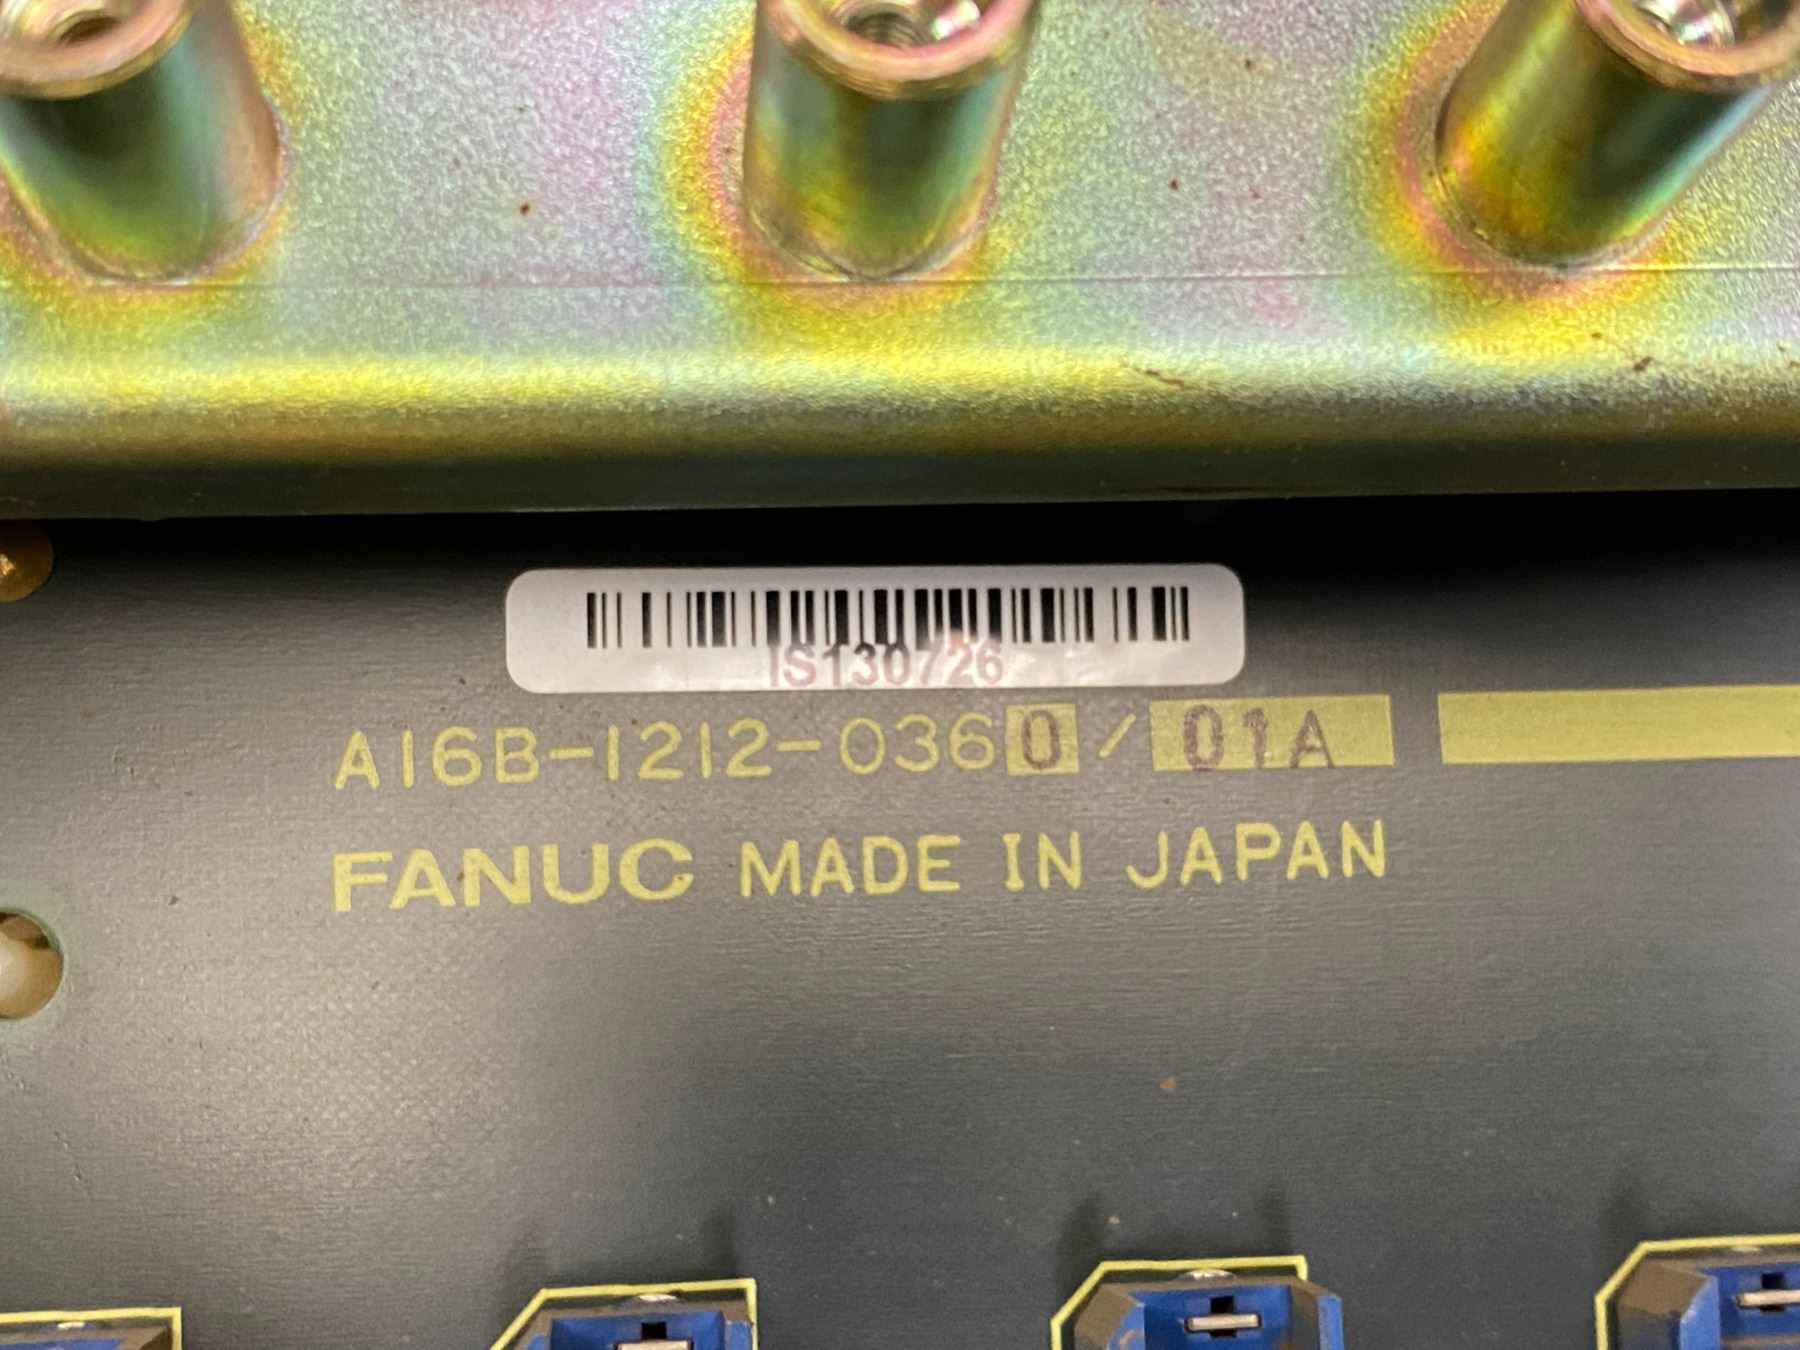 IS130726
A16B-1212-0360/01A
FANUC MADE IN JAPAN